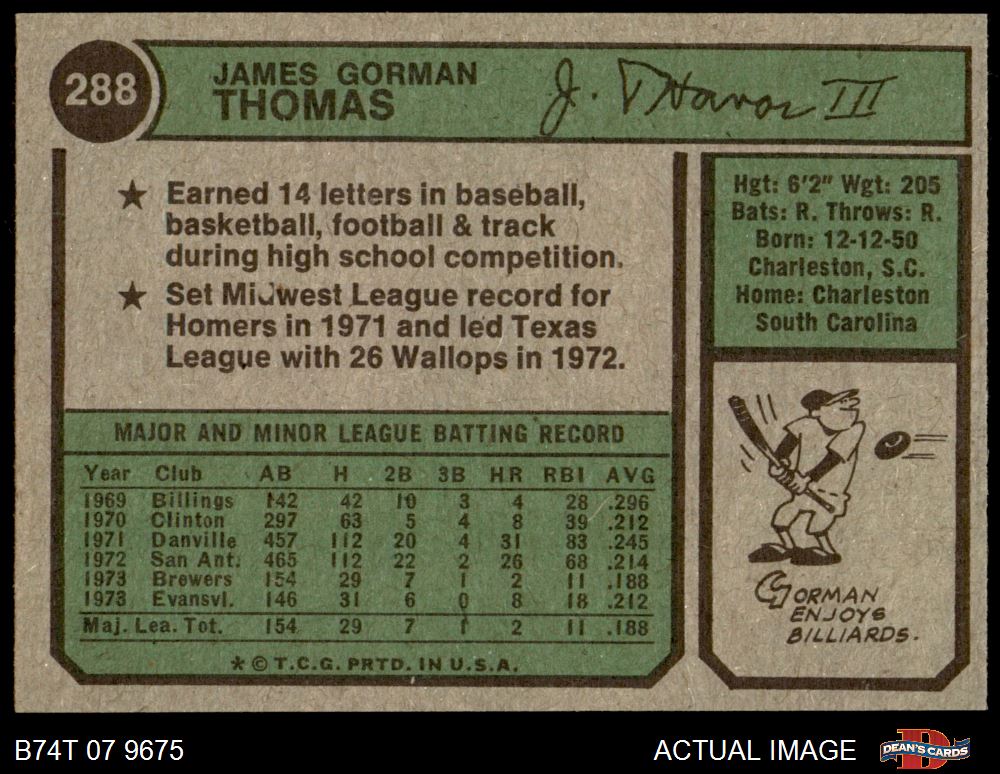 288
JAMES GORMAN
THOMAS
J. Thomas III
★ Earned 14 letters in baseball,
basketball, football & track
during high school competition.
★ Set Midwest League record for
Homers in 1971 and led Texas
League with 26 Wallops in 1972.
Hgt: 6'2" Wgt: 205
Bats: R. Throws: R.
Born: 12-12-50
Charleston, S.C.
Home: Charleston
South Carolina
MAJOR AND MINOR LEAGUE BATTING RECORD
Year Club AB H 2B 3B HR RBI AVG
1969 Billings 142 42 10 3 4 28 .296
1970 Clinton 297 63 5 4 8 39 .212
1971 Danville 457 112 20 4 31 83 .245
1972 San Ant. 465 112 22 2 26 68 .214
1973 Brewers 154 29 7 1 2 11 .188
1973 Evansvl. 146 31 6 0 8 18 .212
Maj. Lea. Tot. 154 29 7 1 2 11 .188
* © T.C.G. PRTD. IN U.S.A.
GORMAN
ENJOYS
BILLIARDS.
B74T 07 9675
ACTUAL IMAGE
DEAN'S CARDS